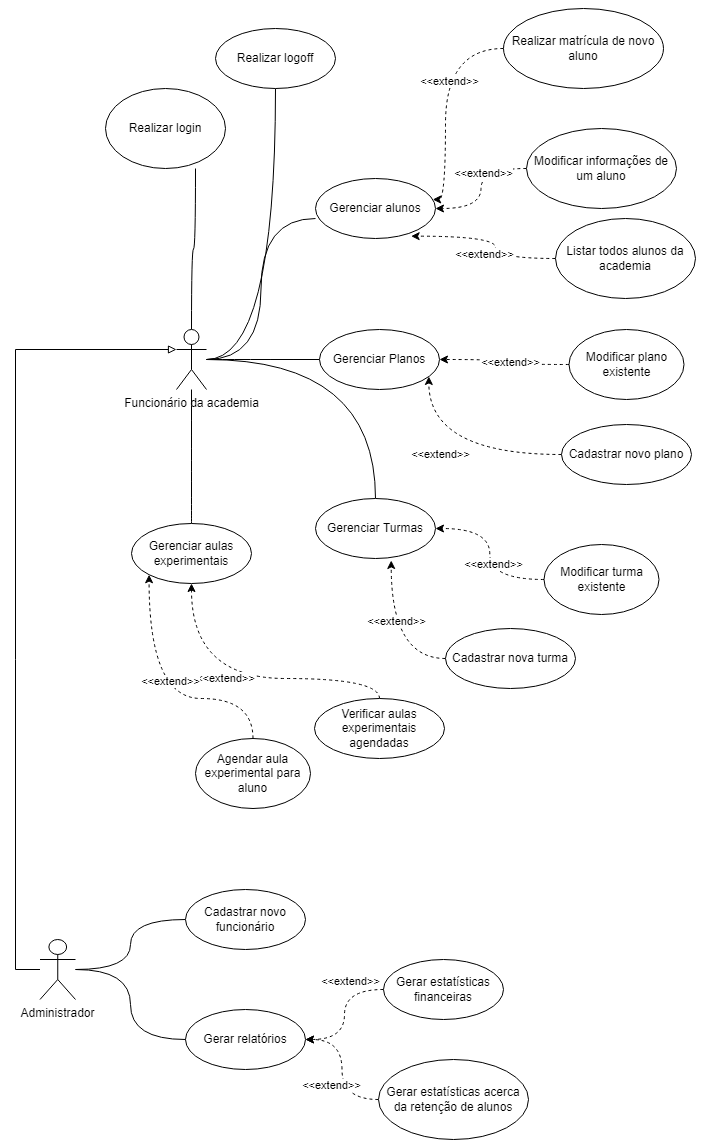 Realizar matrícula de novo
aluno
Realizar logoff
<<extend>>
Realizar login
Modificar informações de
um aluno
<<extend>>
Gerenciar alunos
Listar todos alunos da
academia
<<extend>>
Gerenciar Planos
<<extend>>
Modificar plano
existente
Funcionário da academia
<<extend>>
Cadastrar novo plano
Gerenciar Turmas
Gerenciar aulas
experimentais
<<extend>>
Modificar turma
existente
<<extend>>
Cadastrar nova turma
<<extend>>
<<extend>>
Verificar aulas
experimentais
agendadas
Agendar aula
experimental para
aluno
Cadastrar novo
funcionário
Administrador
<<extend>>
Gerar estatísticas
financeiras
Gerar relatórios
<<extend>>
Gerar estatísticas acerca
da retenção de alunos